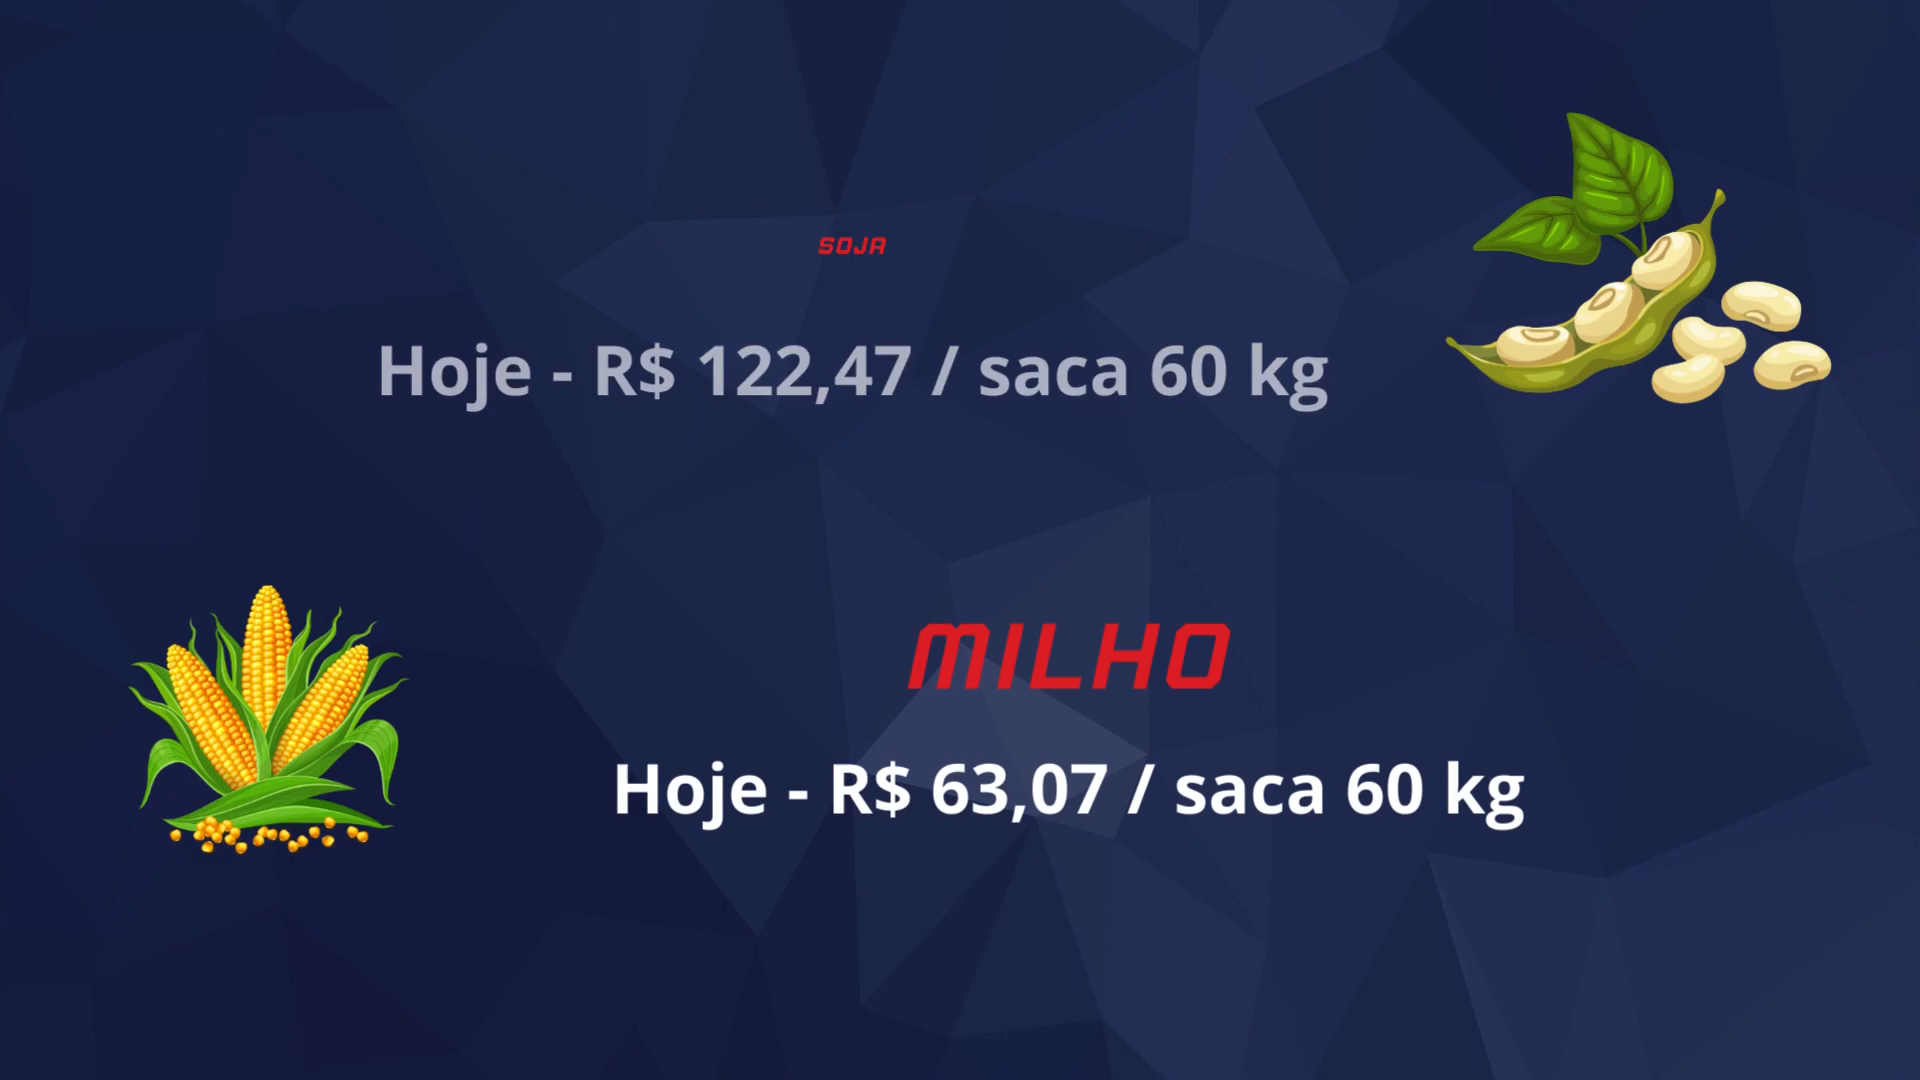 SOJA
Hoje - R$ 122,47 / saca 60 kg
MILHO
Hoje - R$ 63,07 / saca 60 kg